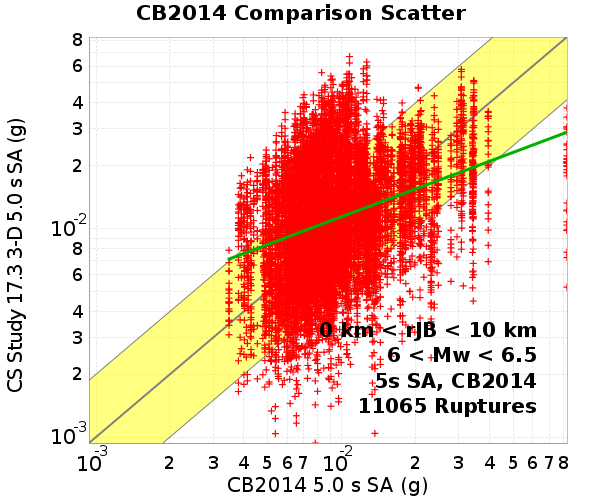 CB2014 Comparison Scatter
CS Study 17.3 3-D 5.0 s SA (g)
8
6
4
3
2
10-2
8
6
4
3
2
10-3
0 km < rJB < 10 km
6 < Mw < 6.5
5s SA, CB2014
11065 Ruptures
10-3 2 3 4 5 6 7 10-2 2 3 4 5 6 7 8
CB2014 5.0 s SA (g)